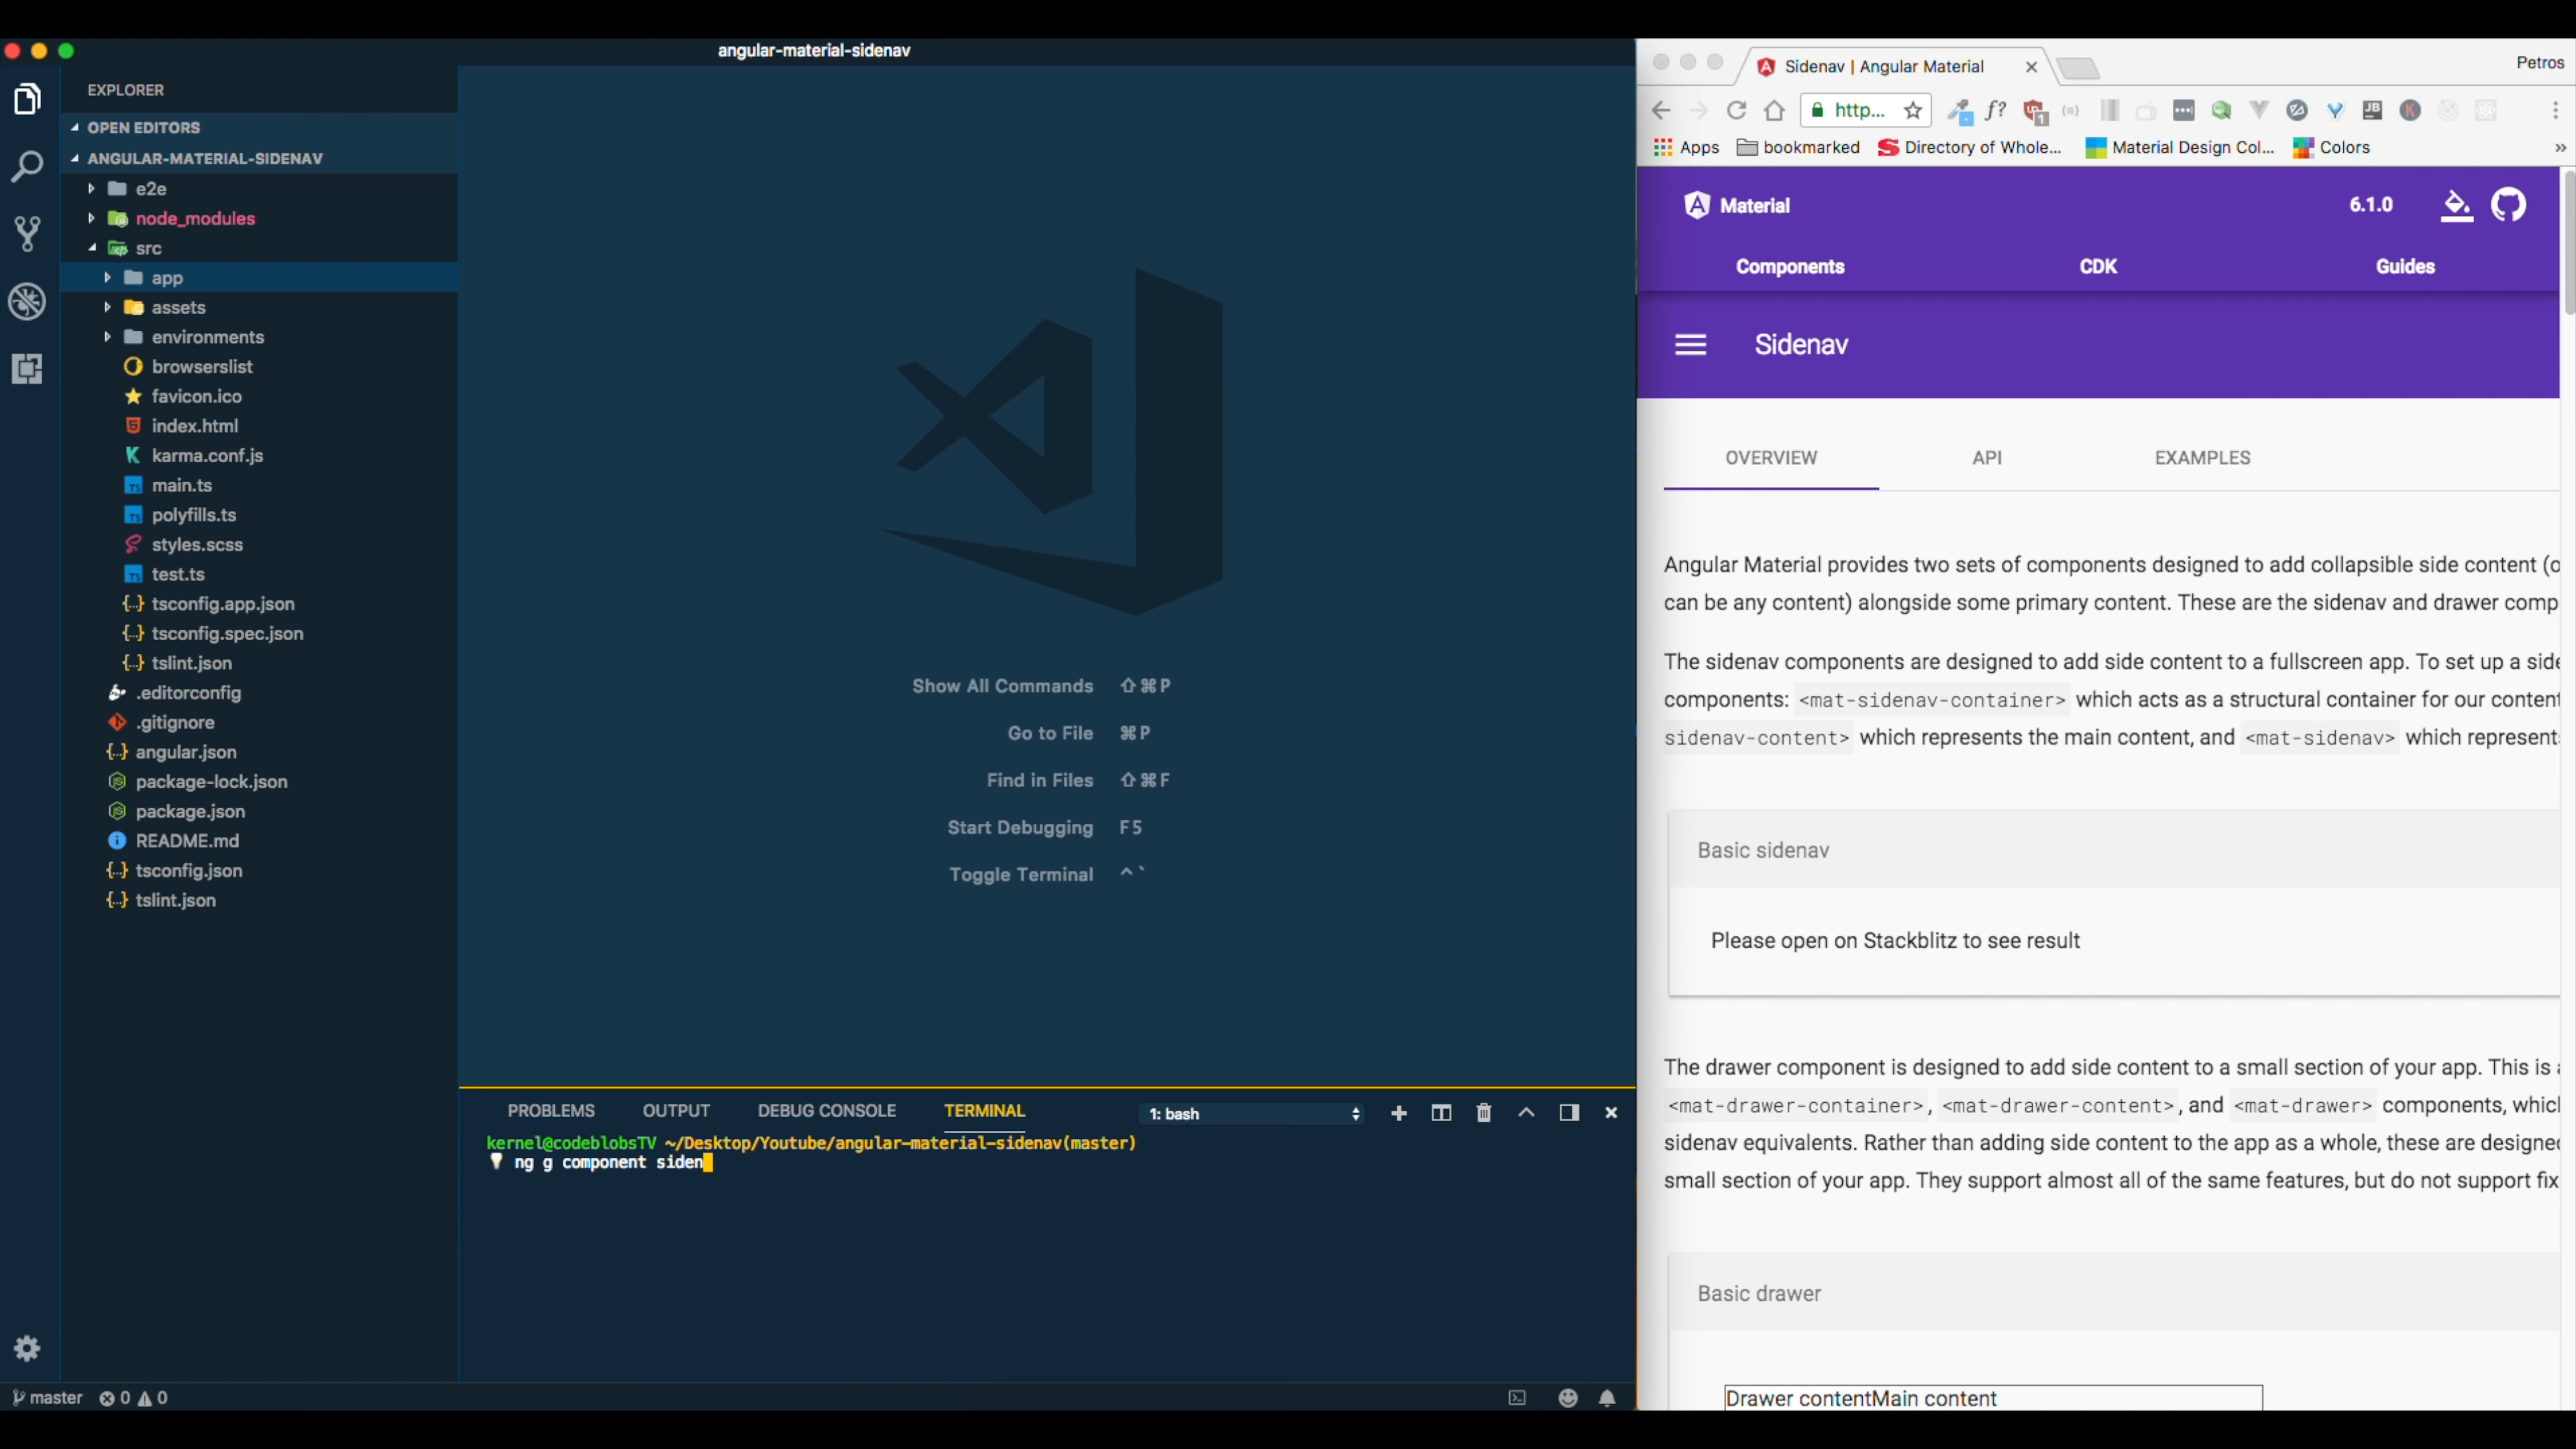 angular-material-sidenav
EXPLORER
OPEN EDITORS
ANGULAR-MATERIAL-SIDENAV
e2e
node_modules
src
app
assets
environments
browserslist
favicon.ico
index.html
karma.conf.js
main.ts
polyfills.ts
styles.scss
test.ts
tsconfig.app.json
tsconfig.spec.json
tslint.json
.editorconfig
.gitignore
angular.json
package-lock.json
package.json
README.md
tsconfig.json
tslint.json
Show All Commands ⇧⌘P
Go to File ⌘P
Find in Files ⇧⌘F
Start Debugging F5
Toggle Terminal ^`
PROBLEMS OUTPUT DEBUG CONSOLE TERMINAL 1: bash
kernel@codeblobsTV ~/Desktop/Youtube/angular-material-sidenav(master)
ng g component siden
master 0 0
Sidenav | Angular Material
Petros
http...
Apps bookmarked Directory of Whole... Material Design Col... Colors
Material 6.1.0
Components CDK Guides
Sidenav
OVERVIEW API EXAMPLES
Angular Material provides two sets of components designed to add collapsible side content (o
can be any content) alongside some primary content. These are the sidenav and drawer comp
The sidenav components are designed to add side content to a fullscreen app. To set up a side
components: <mat-sidenav-container> which acts as a structural container for our content
sidenav-content> which represents the main content, and <mat-sidenav> which represent
Basic sidenav
Please open on Stackblitz to see result
The drawer component is designed to add side content to a small section of your app. This is
<mat-drawer-container>, <mat-drawer-content>, and <mat-drawer> components, whic
sidenav equivalents. Rather than adding side content to the app as a whole, these are designe
small section of your app. They support almost all of the same features, but do not support fix
Basic drawer
Drawer contentMain content